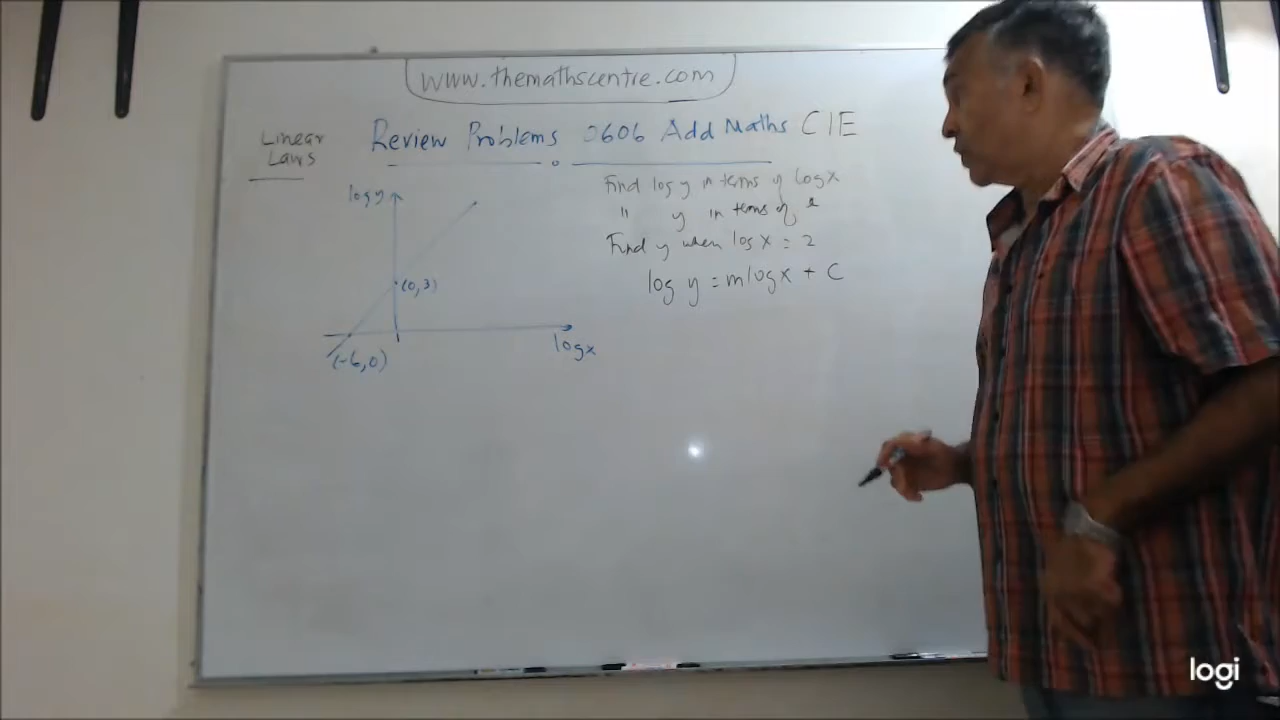 www.themathscentre.com
Review Problems 0606 Add Maths CIE
Linear
Laws
log y
(0,3)
(-6,0)
log x
Find log y in terms of log x
" y in terms of x
Find y when log x = 2
log y = mlog x + C
logi